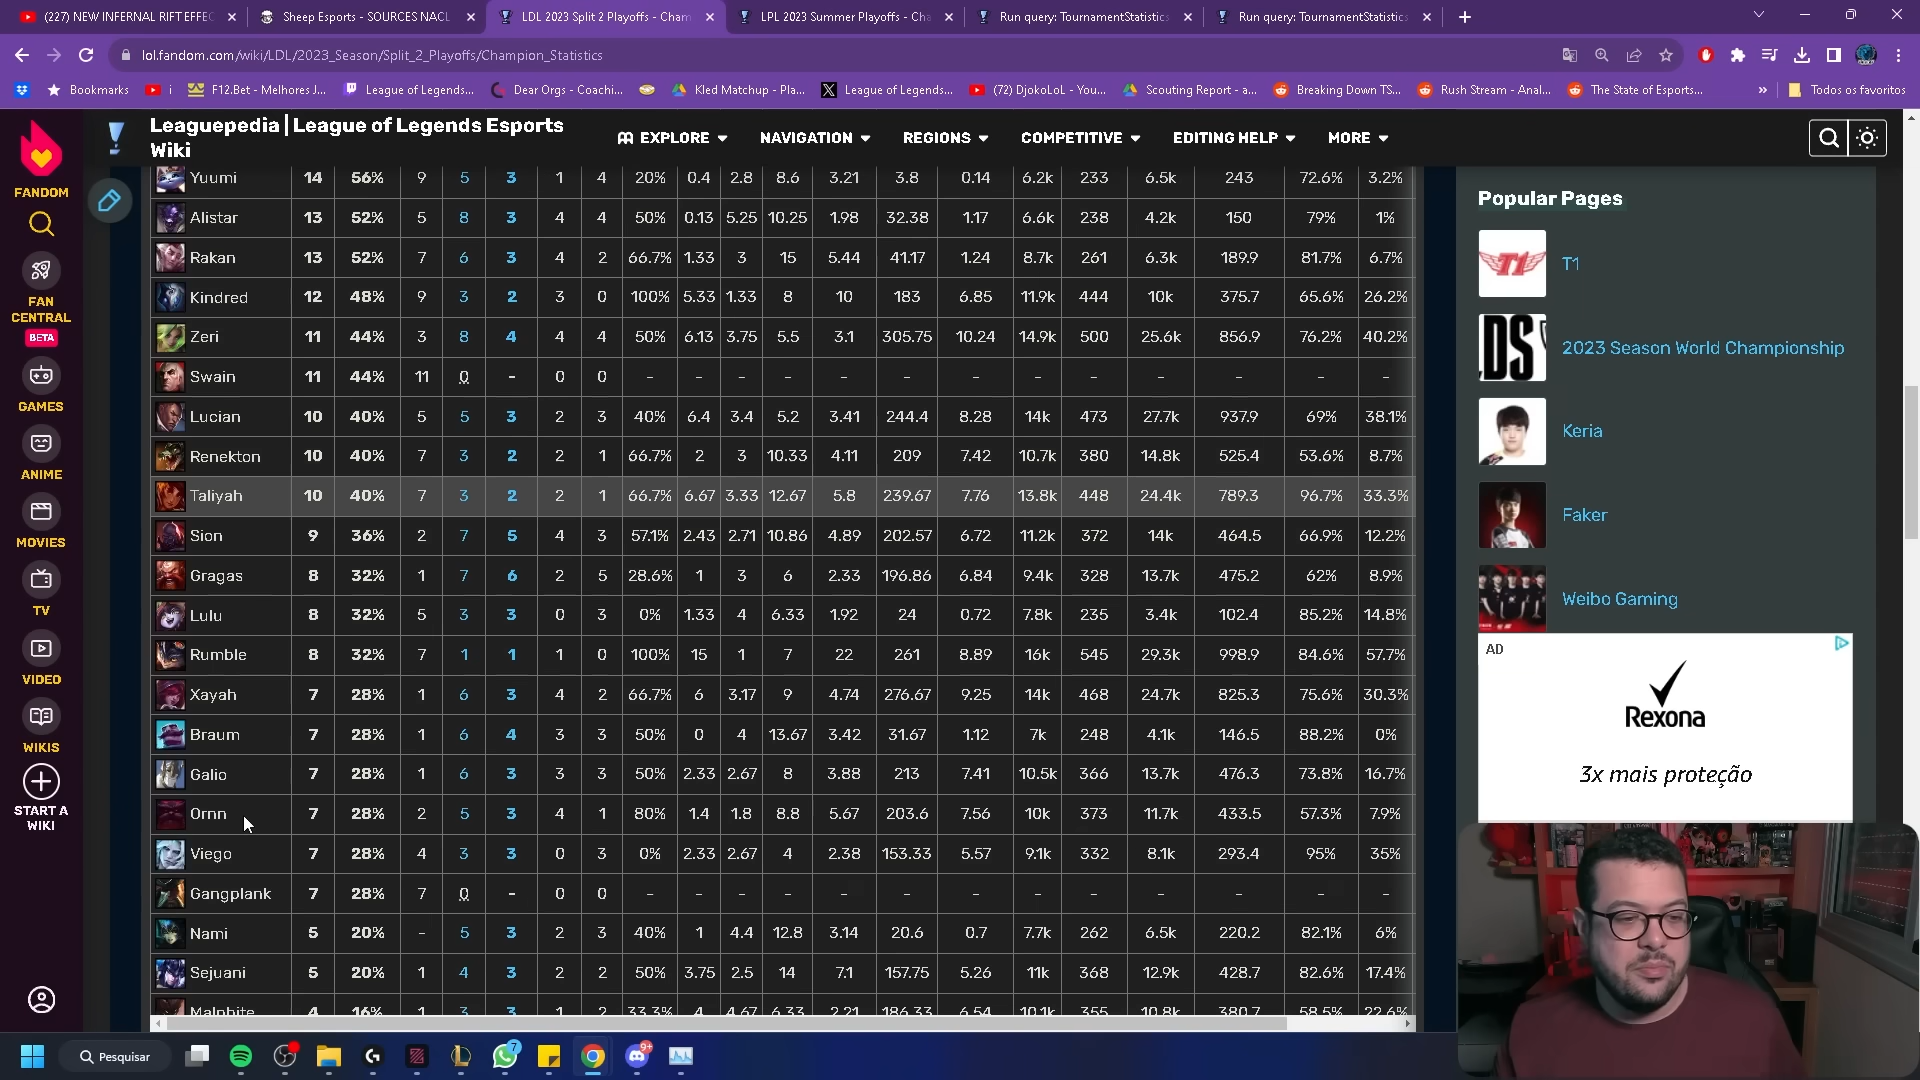 (227) NEW INFERNAL RIFT EFFEC
Sheep Esports - SOURCES NACL
LDL 2023 Split 2 Playoffs - Cham
LPL 2023 Summer Playoffs - Cha
Run query: TournamentStatistics
Run query: TournamentStatistics
lol.fandom.com/wiki/LDL/2023_Season/Split_2_Playoffs/Champion_Statistics
Bookmarks
i
F12.Bet - Melhores J...
League of Legends...
Dear Orgs - Coachi...
Kled Matchup - Pla...
League of Legends...
(72) DjokoLoL - You...
Scouting Report - a...
Breaking Down TS...
Rush Stream - Anal...
The State of Esports...
»
Todos os favoritos
Leaguepedia | League of Legends Esports
Wiki
EXPLORE
NAVIGATION
REGIONS
COMPETITIVE
EDITING HELP
MORE
FANDOM
FAN
CENTRAL
BETA
GAMES
ANIME
MOVIES
TV
VIDEO
WIKIS
START A
WIKI
Yuumi 14 56% 9 5 3 1 4 20% 0.4 2.8 8.6 3.21 3.8 0.14 6.2k 233 6.5k 243 72.6% 3.2%
Alistar 13 52% 5 8 3 4 4 50% 0.13 5.25 10.25 1.98 32.38 1.17 6.6k 238 4.2k 150 79% 1%
Rakan 13 52% 7 6 3 4 2 66.7% 1.33 3 15 5.44 41.17 1.24 8.7k 261 6.3k 189.9 81.7% 6.7%
Kindred 12 48% 9 3 2 3 0 100% 5.33 1.33 8 10 183 6.85 11.9k 444 10k 375.7 65.6% 26.2%
Zeri 11 44% 3 8 4 4 4 50% 6.13 3.75 5.5 3.1 305.75 10.24 14.9k 500 25.6k 856.9 76.2% 40.2%
Swain 11 44% 11 0 - 0 0 - - - - - - - - - - - - -
Lucian 10 40% 5 5 3 2 3 40% 6.4 3.4 5.2 3.41 244.4 8.28 14k 473 27.7k 937.9 69% 38.1%
Renekton 10 40% 7 3 2 2 1 66.7% 2 3 10.33 4.11 209 7.42 10.7k 380 14.8k 525.4 53.6% 8.7%
Taliyah 10 40% 7 3 2 2 1 66.7% 6.67 3.33 12.67 5.8 239.67 7.76 13.8k 448 24.4k 789.3 96.7% 33.3%
Sion 9 36% 2 7 5 4 3 57.1% 2.43 2.71 10.86 4.89 202.57 6.72 11.2k 372 14k 464.5 66.9% 12.2%
Gragas 8 32% 1 7 6 2 5 28.6% 1 3 6 2.33 196.86 6.84 9.4k 328 13.7k 475.2 62% 8.9%
Lulu 8 32% 5 3 3 0 3 0% 1.33 4 6.33 1.92 24 0.72 7.8k 235 3.4k 102.4 85.2% 14.8%
Rumble 8 32% 7 1 1 1 0 100% 15 1 7 22 261 8.89 16k 545 29.3k 998.9 84.6% 57.7%
Xayah 7 28% 1 6 3 4 2 66.7% 6 3.17 9 4.74 276.67 9.25 14k 468 24.7k 825.3 75.6% 30.3%
Braum 7 28% 1 6 4 3 3 50% 0 4 13.67 3.42 31.67 1.12 7k 248 4.1k 146.5 88.2% 0%
Galio 7 28% 1 6 3 3 3 50% 2.33 2.67 8 3.88 213 7.41 10.5k 366 13.7k 476.3 73.8% 16.7%
Ornn 7 28% 2 5 3 4 1 80% 1.4 1.8 8.8 5.67 203.6 7.56 10k 373 11.7k 433.5 57.3% 7.9%
Viego 7 28% 4 3 3 0 3 0% 2.33 2.67 4 2.38 153.33 5.57 9.1k 332 8.1k 293.4 95% 35%
Gangplank 7 28% 7 0 - 0 0 - - - - - - - - - - - - -
Nami 5 20% - 5 3 2 3 40% 1 4.4 12.8 3.14 20.6 0.7 7.7k 262 6.5k 220.2 82.1% 6%
Sejuani 5 20% 1 4 3 2 2 50% 3.75 2.5 14 7.1 157.75 5.26 11k 368 12.9k 428.7 82.6% 17.4%
Malphite 4 16% 1 3 3 1 2 33.3% 4 4.67 6.33 2.21 186.33 6.54 10.1k 355 10.8k 380.7 58.5% 22.6%
Popular Pages
T1
2023 Season World Championship
Keria
Faker
Weibo Gaming
AD
Rexona
3x mais proteção
Pesquisar
7
9+